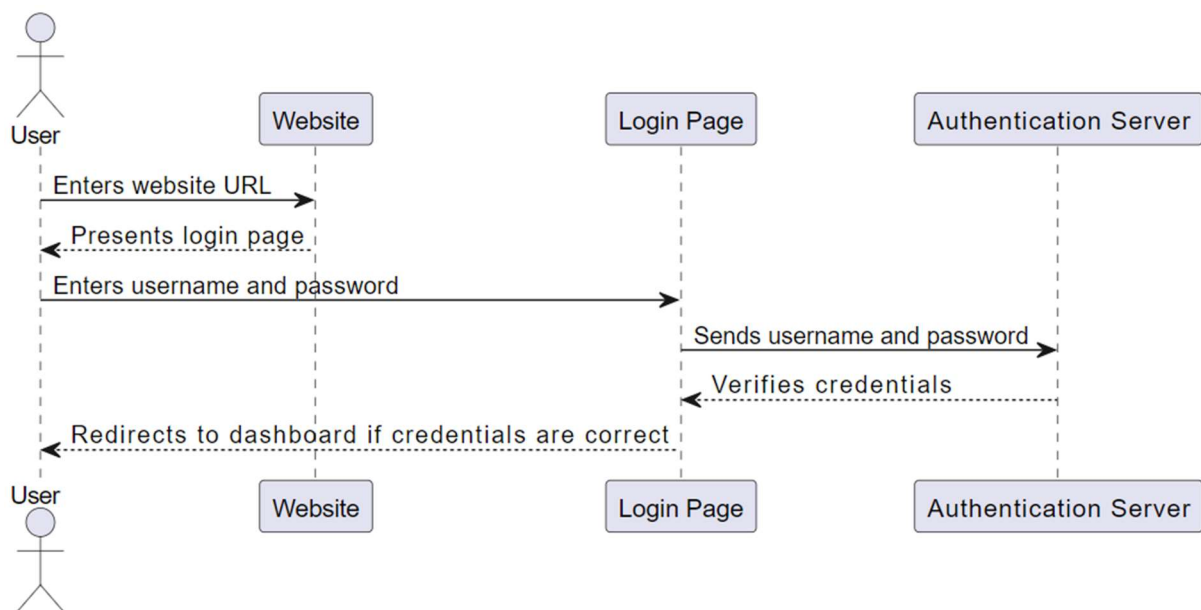 User
Website
Login Page
Authentication Server
Enters website URL
Presents login page
Enters username and password
Sends username and password
Verifies credentials
Redirects to dashboard if credentials are correct
User
Website
Login Page
Authentication Server